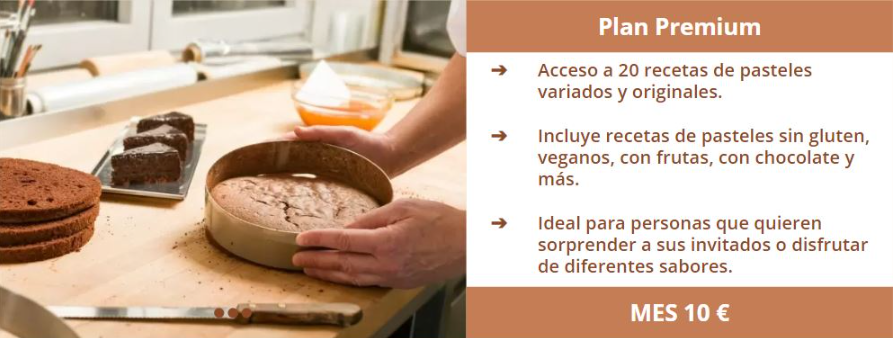 Plan Premium
➔ Acceso a 20 recetas de pasteles
variados y originales.
➔ Incluye recetas de pasteles sin gluten,
veganos, con frutas, con chocolate y
más.
➔ Ideal para personas que quieren
sorprender a sus invitados o disfrutar
de diferentes sabores.
MES 10 €